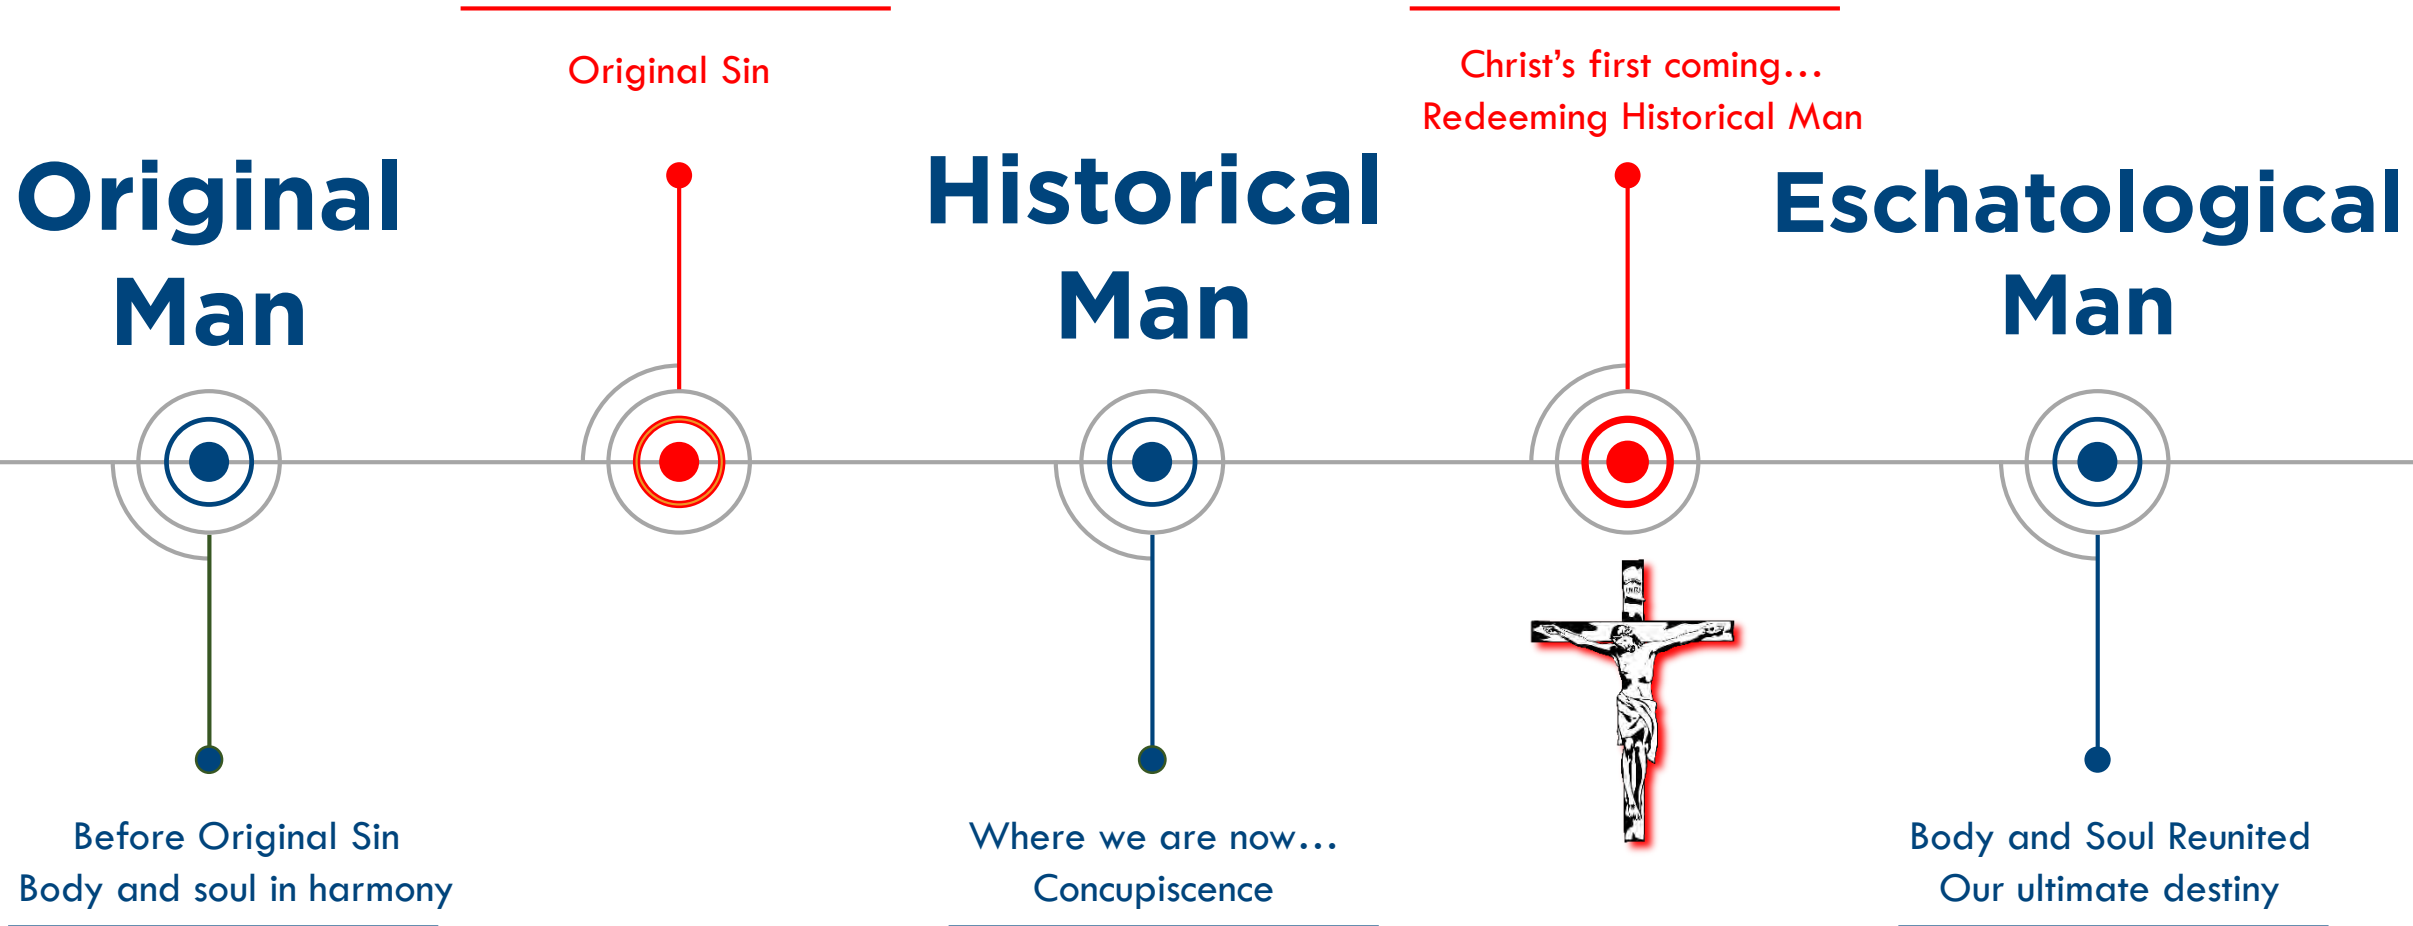 Original Sin
Christ's first coming...
Redeeming Historical Man
Original
Man
Historical
Man
Eschatological
Man
INRI
Before Original Sin
Body and soul in harmony
Where we are now...
Concupiscence
Body and Soul Reunited
Our ultimate destiny